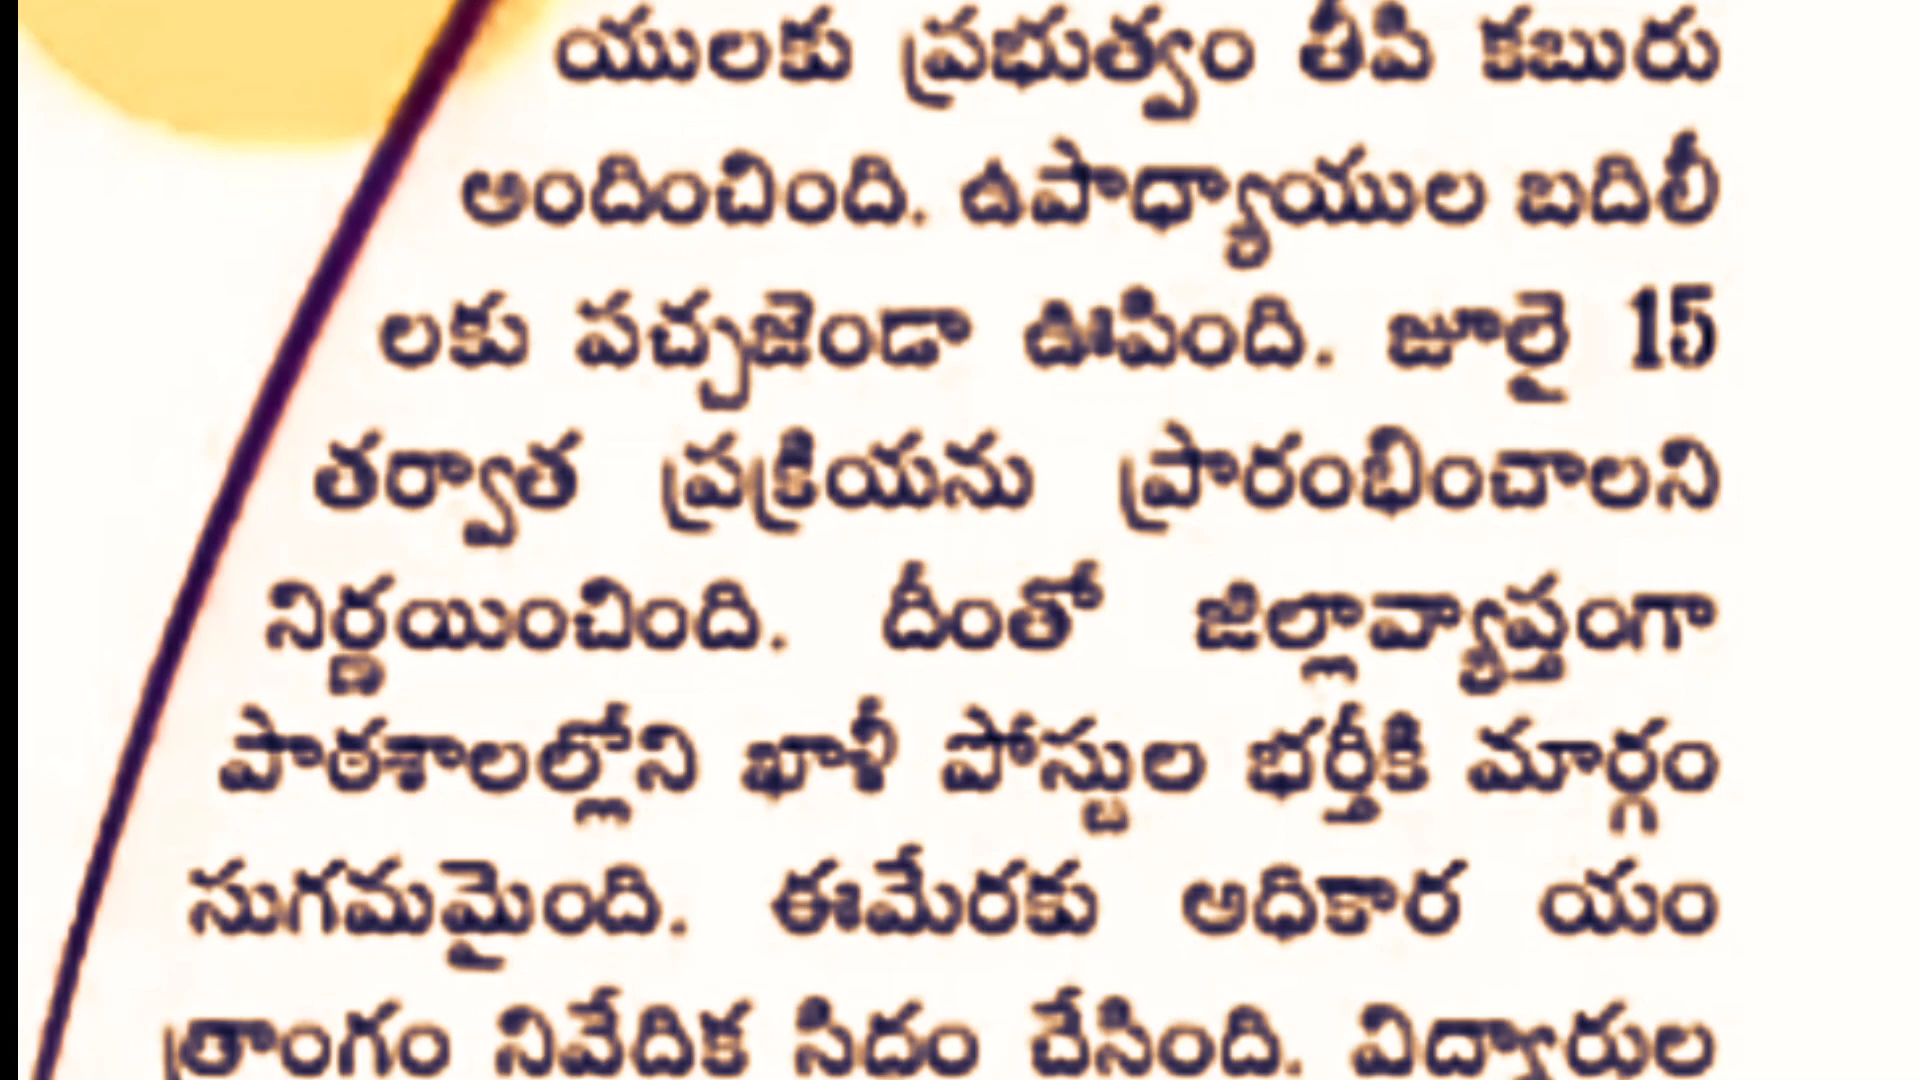 యులకు ప్రభుత్వం తీపి కబురు
అందించింది. ఉపాధ్యాయుల బదిలీ
లకు పచ్చజెండా ఊపింది. జూలై 15
తర్వాత ప్రక్రియను ప్రారంభించాలని
నిర్ణయించింది. దీంతో జిల్లావ్యాప్తంగా
పాఠశాలల్లోని ఖాళీ పోస్టుల భర్తీకి మార్గం
సుగమమైంది. ఈమేరకు అధికార యం
త్రాంగం నివేదిక సిద్ధం చేసింది. విద్యార్థుల